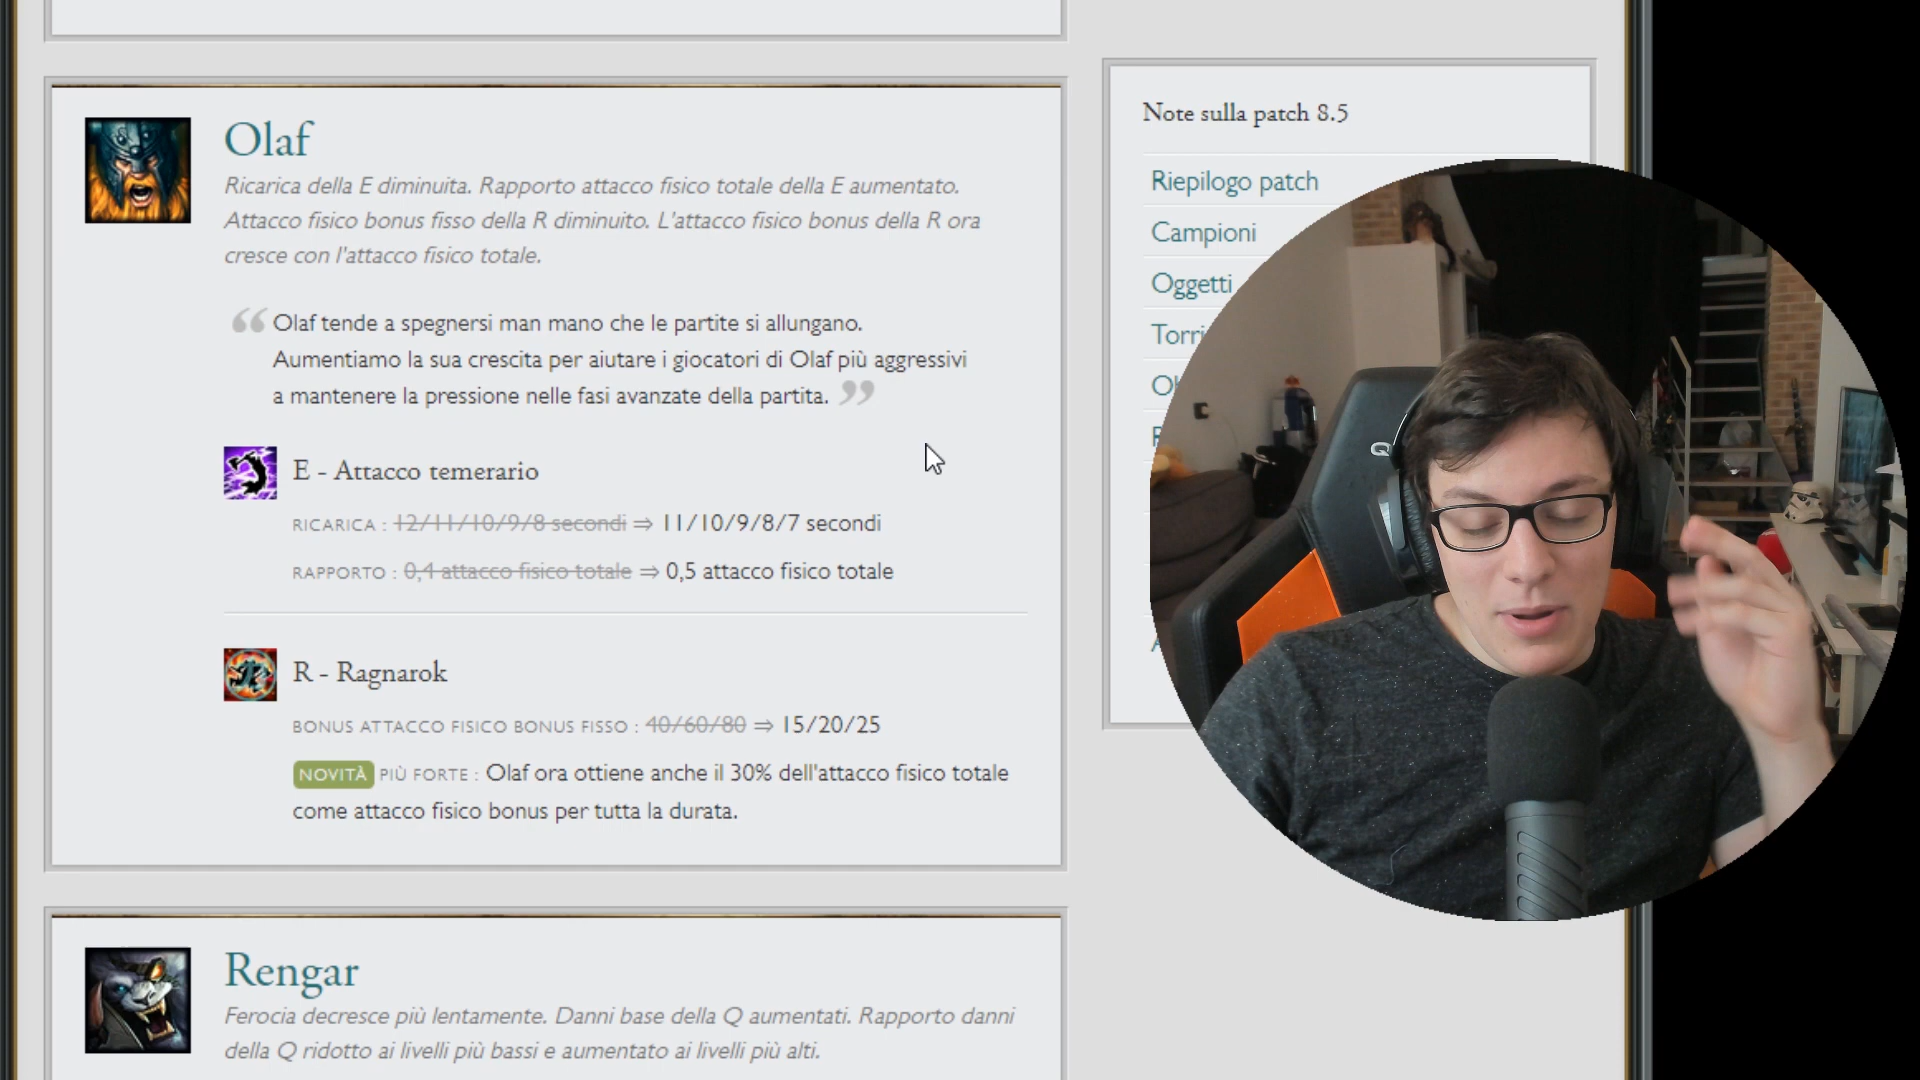 Olaf
Ricarica della E diminuita. Rapporto attacco fisico totale della E aumentato.
Attacco fisico bonus fisso della R diminuito. L'attacco fisico bonus della R ora
cresce con l'attacco fisico totale.
“ Olaf tende a spegnersi man mano che le partite si allungano.
Aumentiamo la sua crescita per aiutare i giocatori di Olaf più aggressivi
a mantenere la pressione nelle fasi avanzate della partita. ”
E - Attacco temerario
RICARICA : 12/11/10/9/8 secondi ⇒ 11/10/9/8/7 secondi
RAPPORTO : 0,4 attacco fisico totale ⇒ 0,5 attacco fisico totale
R - Ragnarok
BONUS ATTACCO FISICO BONUS FISSO : 40/60/80 ⇒ 15/20/25
NOVITÀ PIÙ FORTE : Olaf ora ottiene anche il 30% dell'attacco fisico totale
come attacco fisico bonus per tutta la durata.
Rengar
Ferocia decresce più lentamente. Danni base della Q aumentati. Rapporto danni
della Q ridotto ai livelli più bassi e aumentato ai livelli più alti.
Note sulla patch 8.5
Riepilogo patch
Campioni
Oggetti
Torri